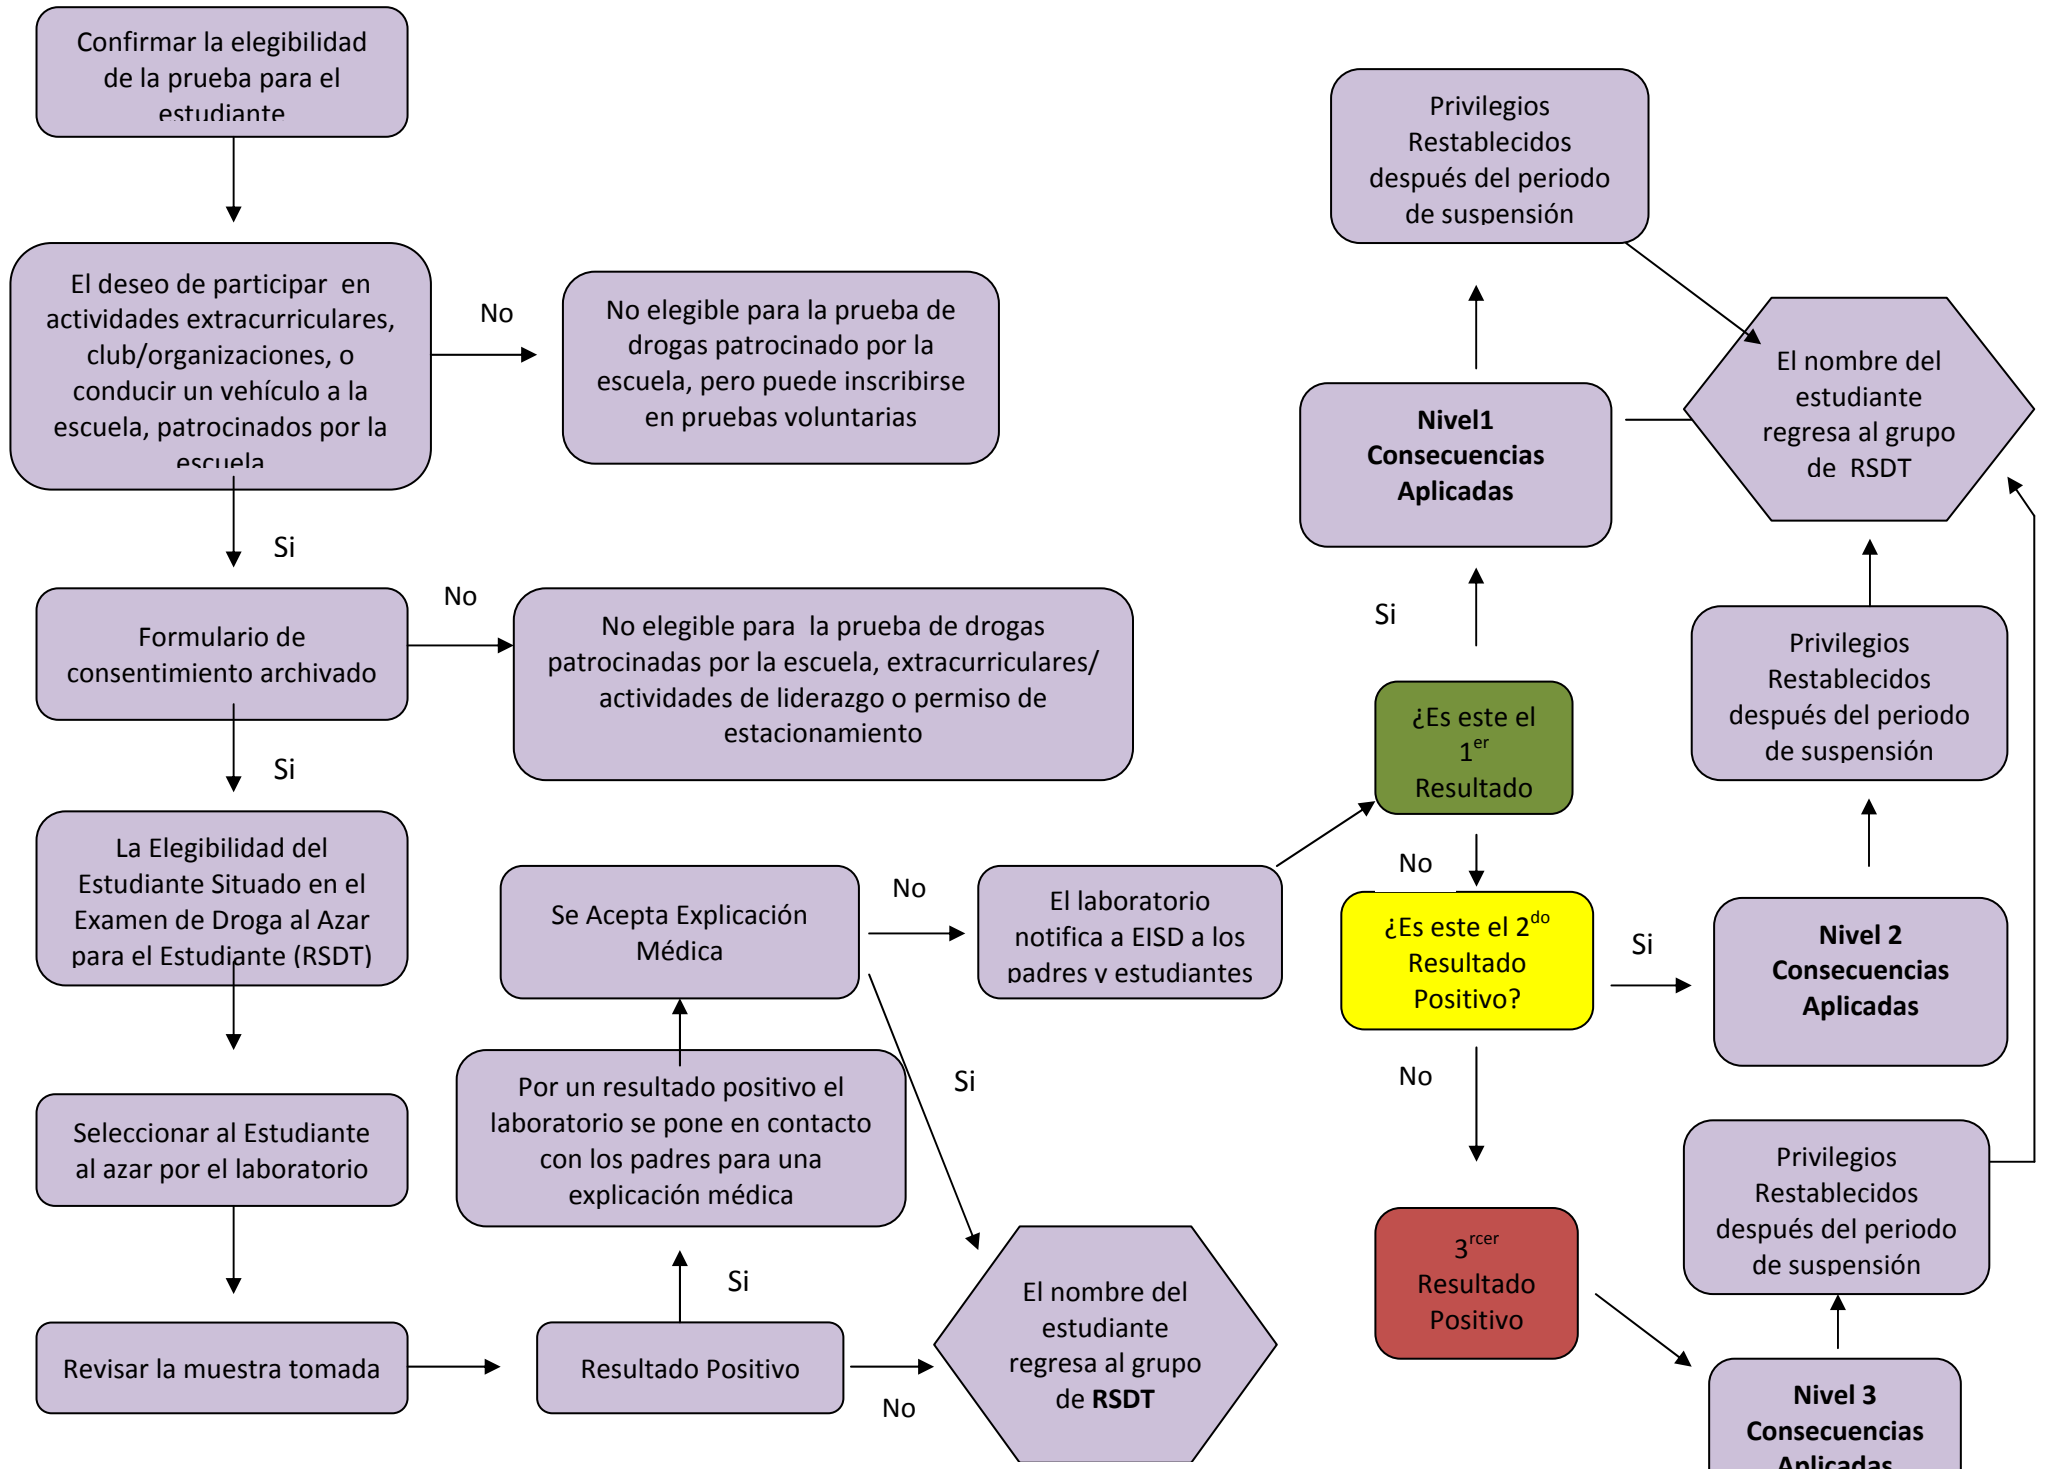 Confirmar la elegibilidad
de la prueba para el
estudiante
El deseo de participar en
actividades extracurriculares,
club/organizaciones, o
conducir un vehículo a la
escuela, patrocinados por la
escuela
No
No elegible para la prueba de
drogas patrocinado por la
escuela, pero puede inscribirse
en pruebas voluntarias
Si
Formulario de
consentimiento archivado
No
No elegible para la prueba de drogas
patrocinadas por la escuela, extracurriculares/
actividades de liderazgo o permiso de
estacionamiento
Si
La Elegibilidad del
Estudiante Situado en el
Examen de Droga al Azar
para el Estudiante (RSDT)
Seleccionar al Estudiante
al azar por el laboratorio
Revisar la muestra tomada
Resultado Positivo
No
Si
Por un resultado positivo el
laboratorio se pone en contacto
con los padres para una
explicación médica
Se Acepta Explicación
Médica
Si
El nombre del
estudiante
regresa al grupo
de RSDT
No
El laboratorio
notifica a EISD a los
padres y estudiantes
¿Es este el
1er
Resultado
Si
Nivel1
Consecuencias
Aplicadas
Privilegios
Restablecidos
después del periodo
de suspensión
El nombre del
estudiante
regresa al grupo
de RSDT
No
¿Es este el 2do
Resultado
Positivo?
Si
Nivel 2
Consecuencias
Aplicadas
Privilegios
Restablecidos
después del periodo
de suspensión
No
3rcer
Resultado
Positivo
Nivel 3
Consecuencias
Aplicadas
Privilegios
Restablecidos
después del periodo
de suspensión